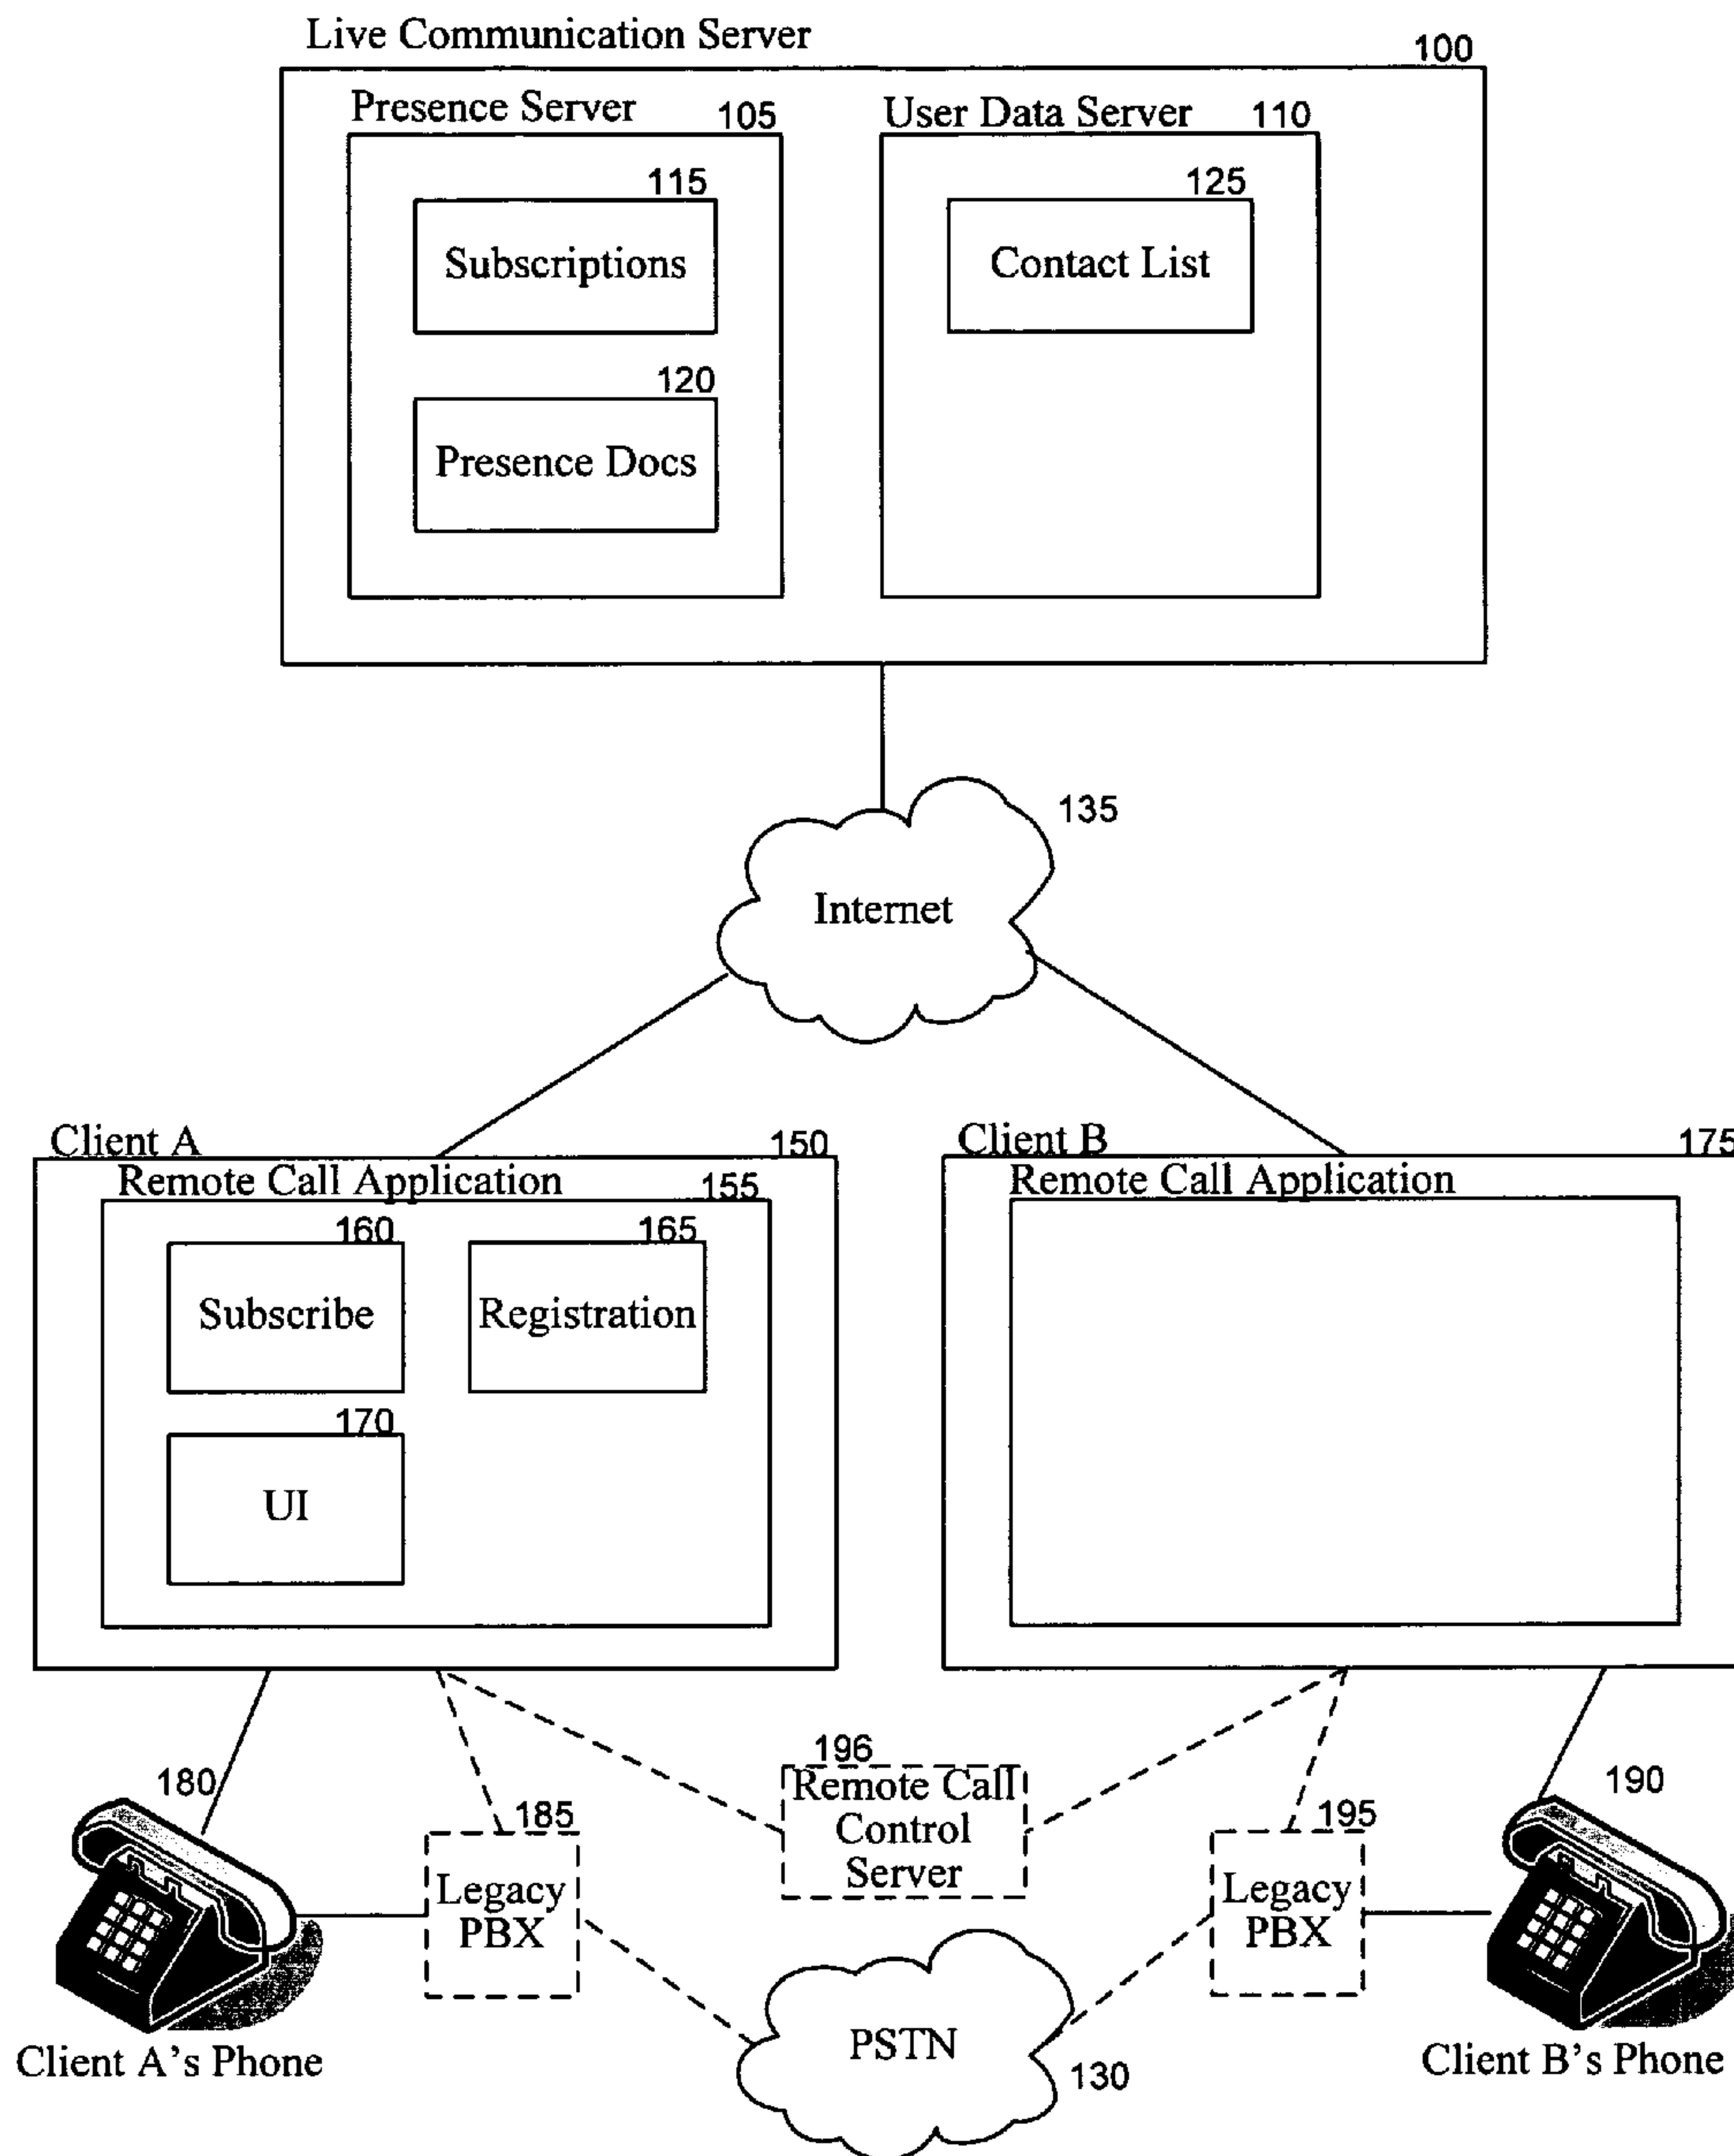 Live Communication Server
100
Presence Server
105
User Data Server
110
115
Subscriptions
125
Contact List
120
Presence Docs
135
Internet
Client A
150
Remote Call Application
155
160
Subscribe
165
Registration
170
UI
Client B
175
Remote Call Application
180
185
Legacy
PBX
196
Remote Call
Control
Server
195
Legacy
PBX
190
PSTN
130
Client A's Phone
Client B's Phone